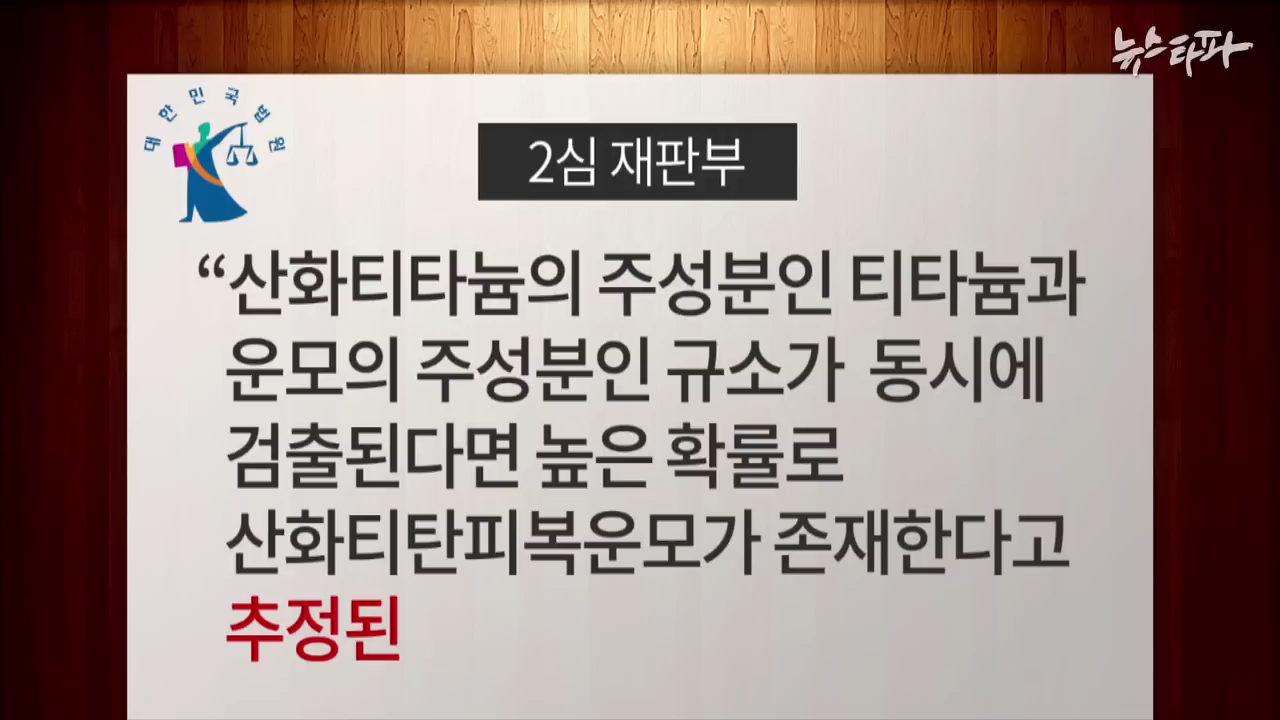 뉴스타파
대한민국법원
2심 재판부
“산화티타늄의 주성분인 티타늄과
운모의 주성분인 규소가 동시에
검출된다면 높은 확률로
산화티탄피복운모가 존재한다고
추정된